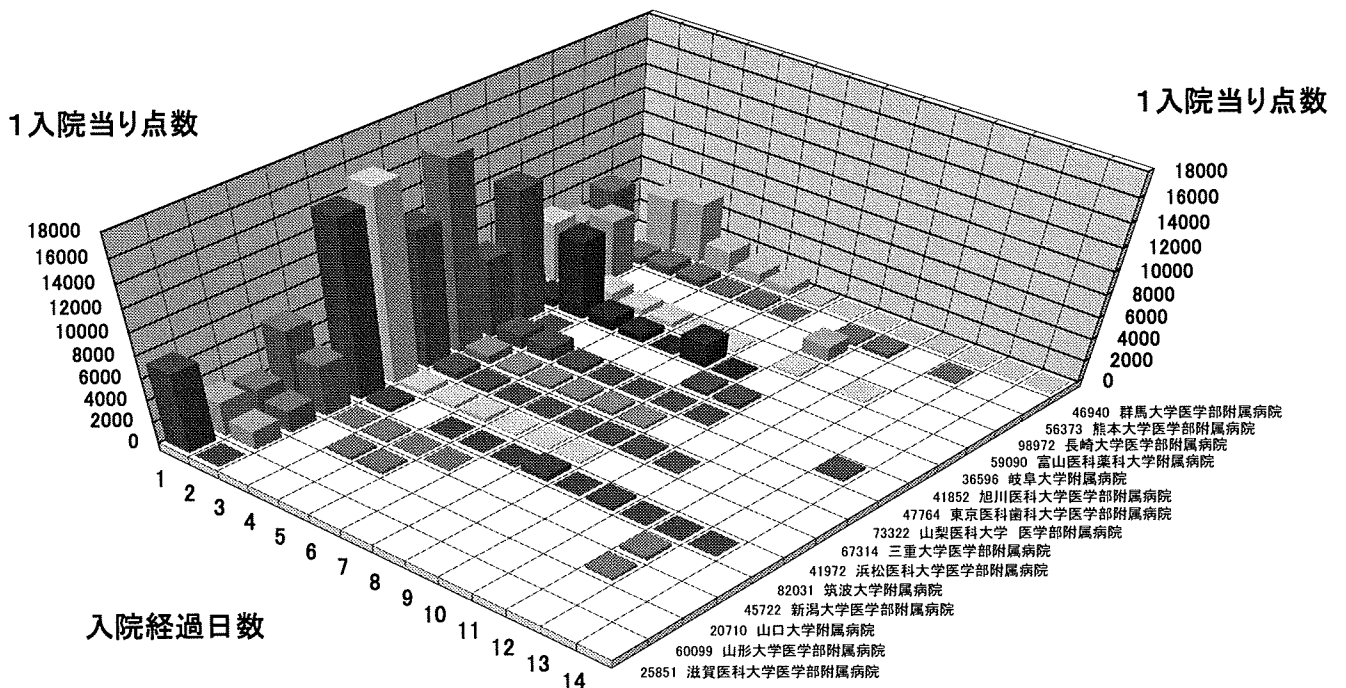 1入院当り点数
1入院当り点数
18000
16000
14000
12000
10000
8000
6000
4000
2000
0
18000
16000
14000
12000
10000
8000
6000
4000
2000
0
1
2
3
4
5
6
7
8
9
10
11
12
13
14
入院経過日数
46940 群馬大学医学部附属病院
56373 熊本大学医学部附属病院
98972 長崎大学医学部附属病院
59090 富山医科薬科大学附属病院
36596 岐阜大学附属病院
41852 旭川医科大学医学部附属病院
47764 東京医科歯科大学医学部附属病院
73322 山梨医科大学 医学部附属病院
67314 三重大学医学部附属病院
41972 浜松医科大学医学部附属病院
82031 筑波大学附属病院
45722 新潟大学医学部附属病院
20710 山口大学附属病院
60099 山形大学医学部附属病院
25851 滋賀医科大学医学部附属病院